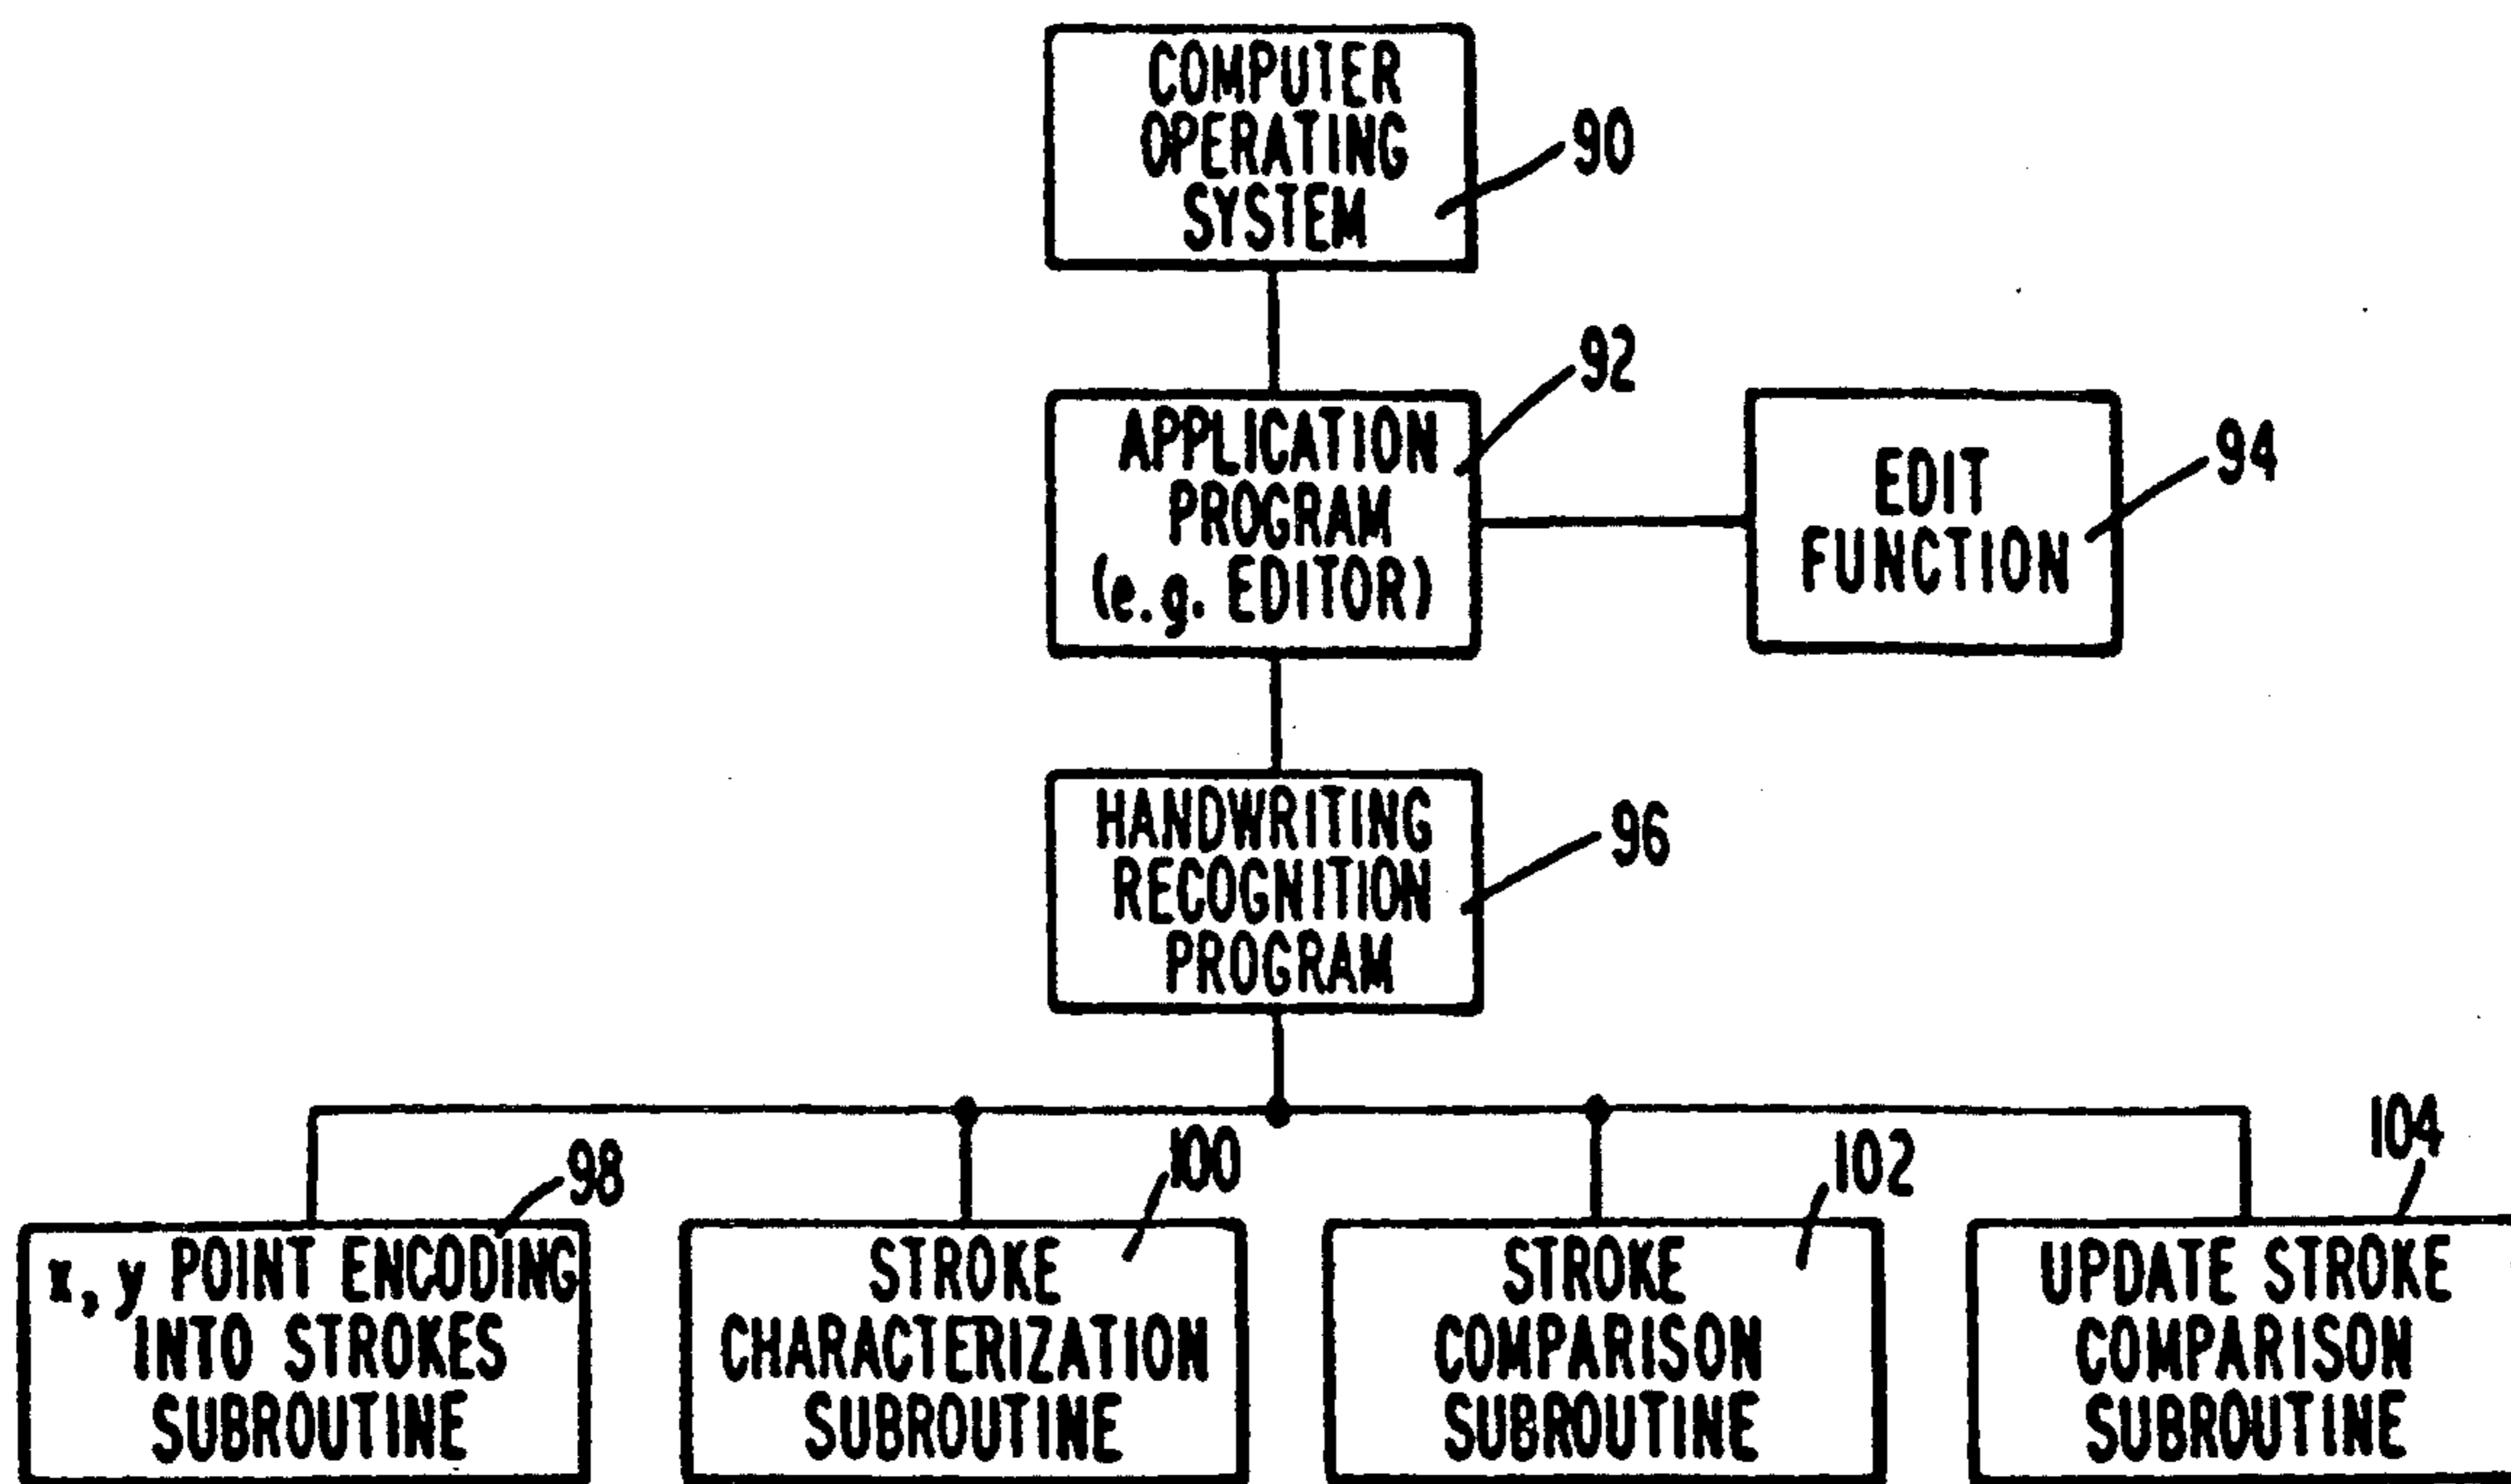 COMPUTER
OPERATING
SYSTEM
90
92
APPLICATION
PROGRAM
(e.g. EDITOR)
EDIT
FUNCTION
94
HANDWRITING
RECOGNITION
PROGRAM
96
98
x, y POINT ENCODING
INTO STROKES
SUBROUTINE
100
STROKE
CHARACTERIZATION
SUBROUTINE
102
STROKE
COMPARISON
SUBROUTINE
104
UPDATE STROKE
COMPARISON
SUBROUTINE